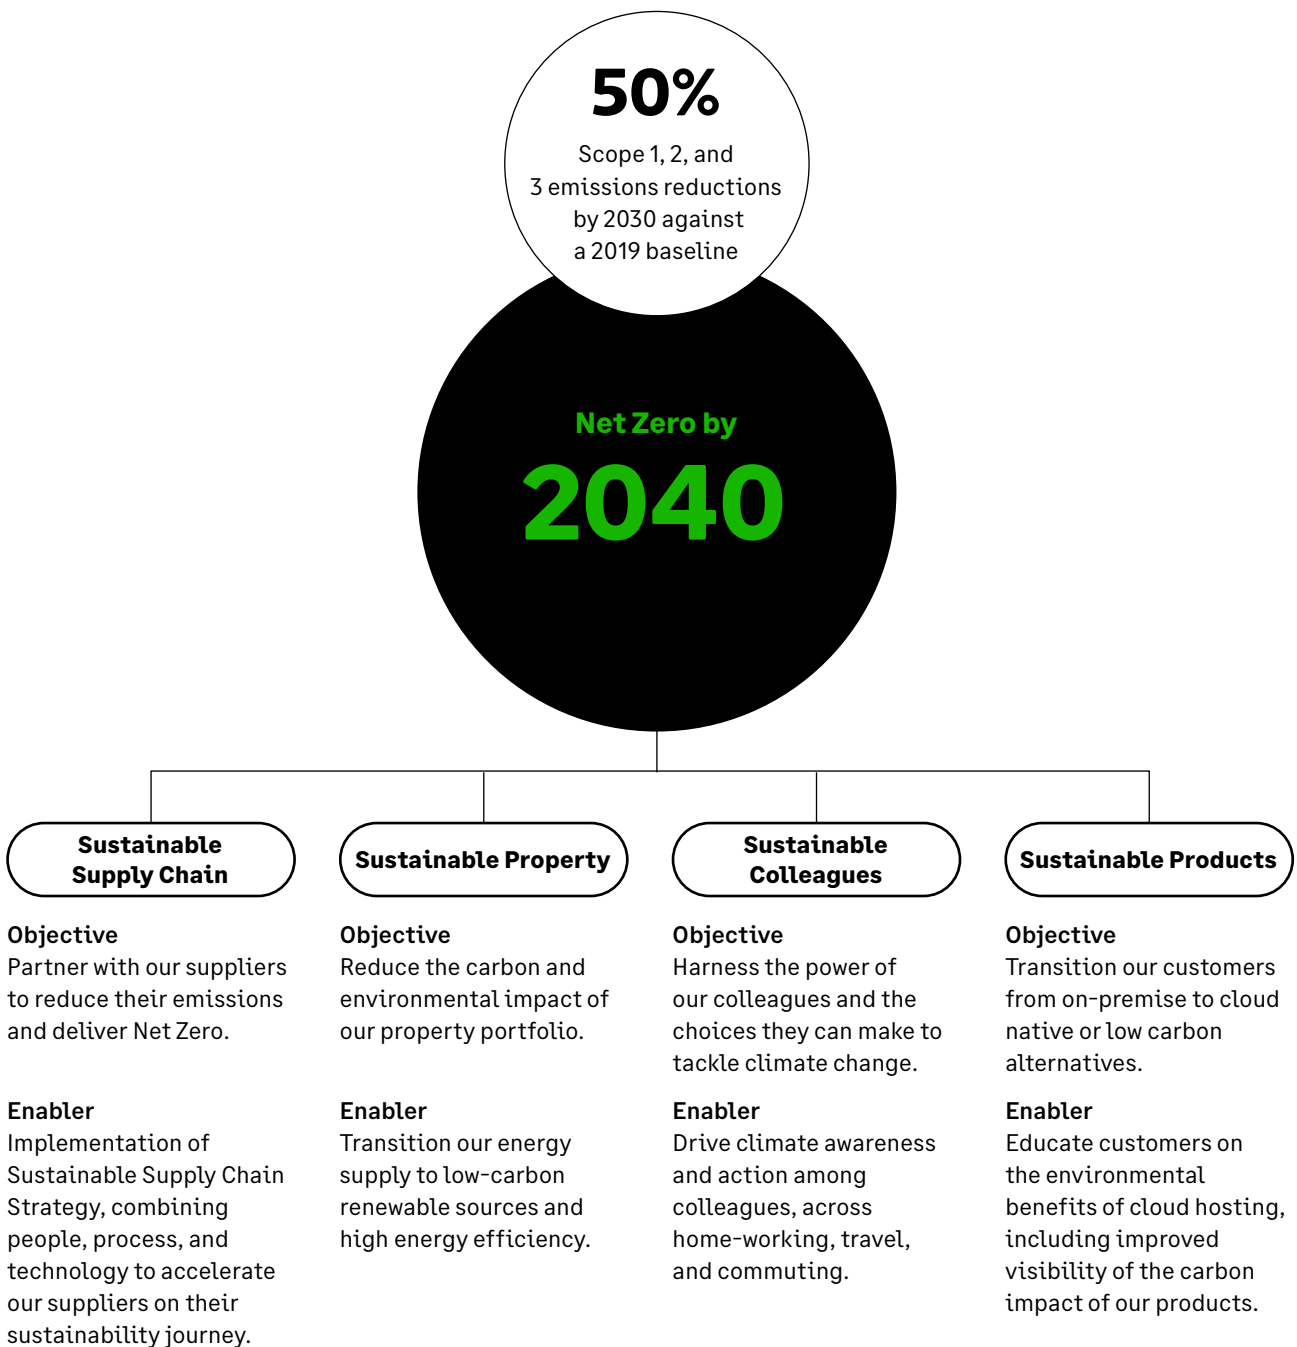 50%
Scope 1, 2, and
3 emissions reductions
by 2030 against
a 2019 baseline
Net Zero by
2040
Sustainable
Supply Chain
Objective
Partner with our suppliers
to reduce their emissions
and deliver Net Zero.
Enabler
Implementation of
Sustainable Supply Chain
Strategy, combining
people, process, and
technology to accelerate
our suppliers on their
sustainability journey.
Sustainable Property
Objective
Reduce the carbon and
environmental impact of
our property portfolio.
Enabler
Transition our energy
supply to low-carbon
renewable sources and
high energy efficiency.
Sustainable
Colleagues
Objective
Harness the power of
our colleagues and the
choices they can make to
tackle climate change.
Enabler
Drive climate awareness
and action among
colleagues, across
home-working, travel,
and commuting.
Sustainable Products
Objective
Transition our customers
from on-premise to cloud
native or low carbon
alternatives.
Enabler
Educate customers on
the environmental
benefits of cloud hosting,
including improved
visibility of the carbon
impact of our products.